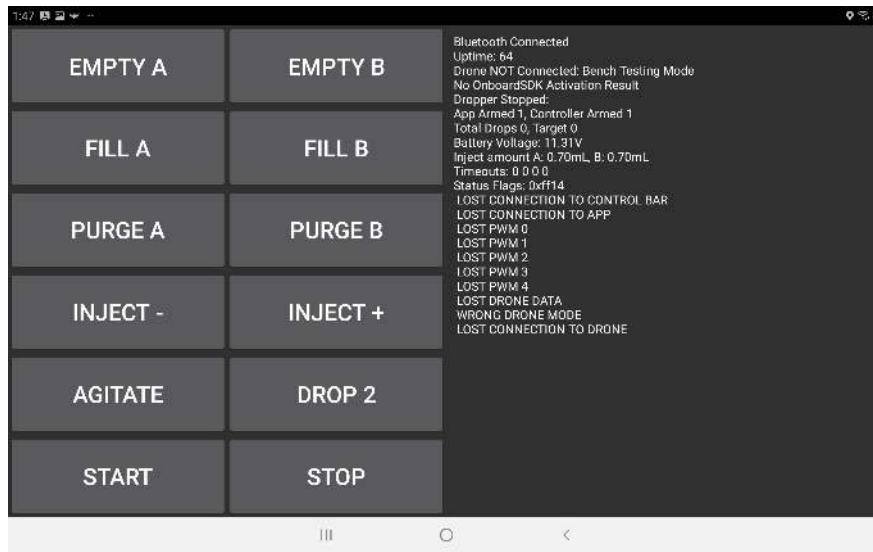 1:47
EMPTY A
EMPTY B
FILL A
FILL B
PURGE A
PURGE B
INJECT -
INJECT +
AGITATE
DROP 2
START
STOP
Bluetooth Connected
Uptime: 64
Drone NOT Connected: Bench Testing Mode
No OnboardSDK Activation Result
Dropper Stopped:
App Armed 1, Controller Armed 1
Total Drops 0, Target 0
Battery Voltage: 11.31V
Inject amount A: 0.70mL, B: 0.70mL
Timeouts: 0 0 0 0
Status Flags: 0xff14
LOST CONNECTION TO CONTROL BAR
LOST CONNECTION TO APP
LOST PWM 0
LOST PWM 1
LOST PWM 2
LOST PWM 3
LOST PWM 4
LOST DRONE DATA
WRONG DRONE MODE
LOST CONNECTION TO DRONE